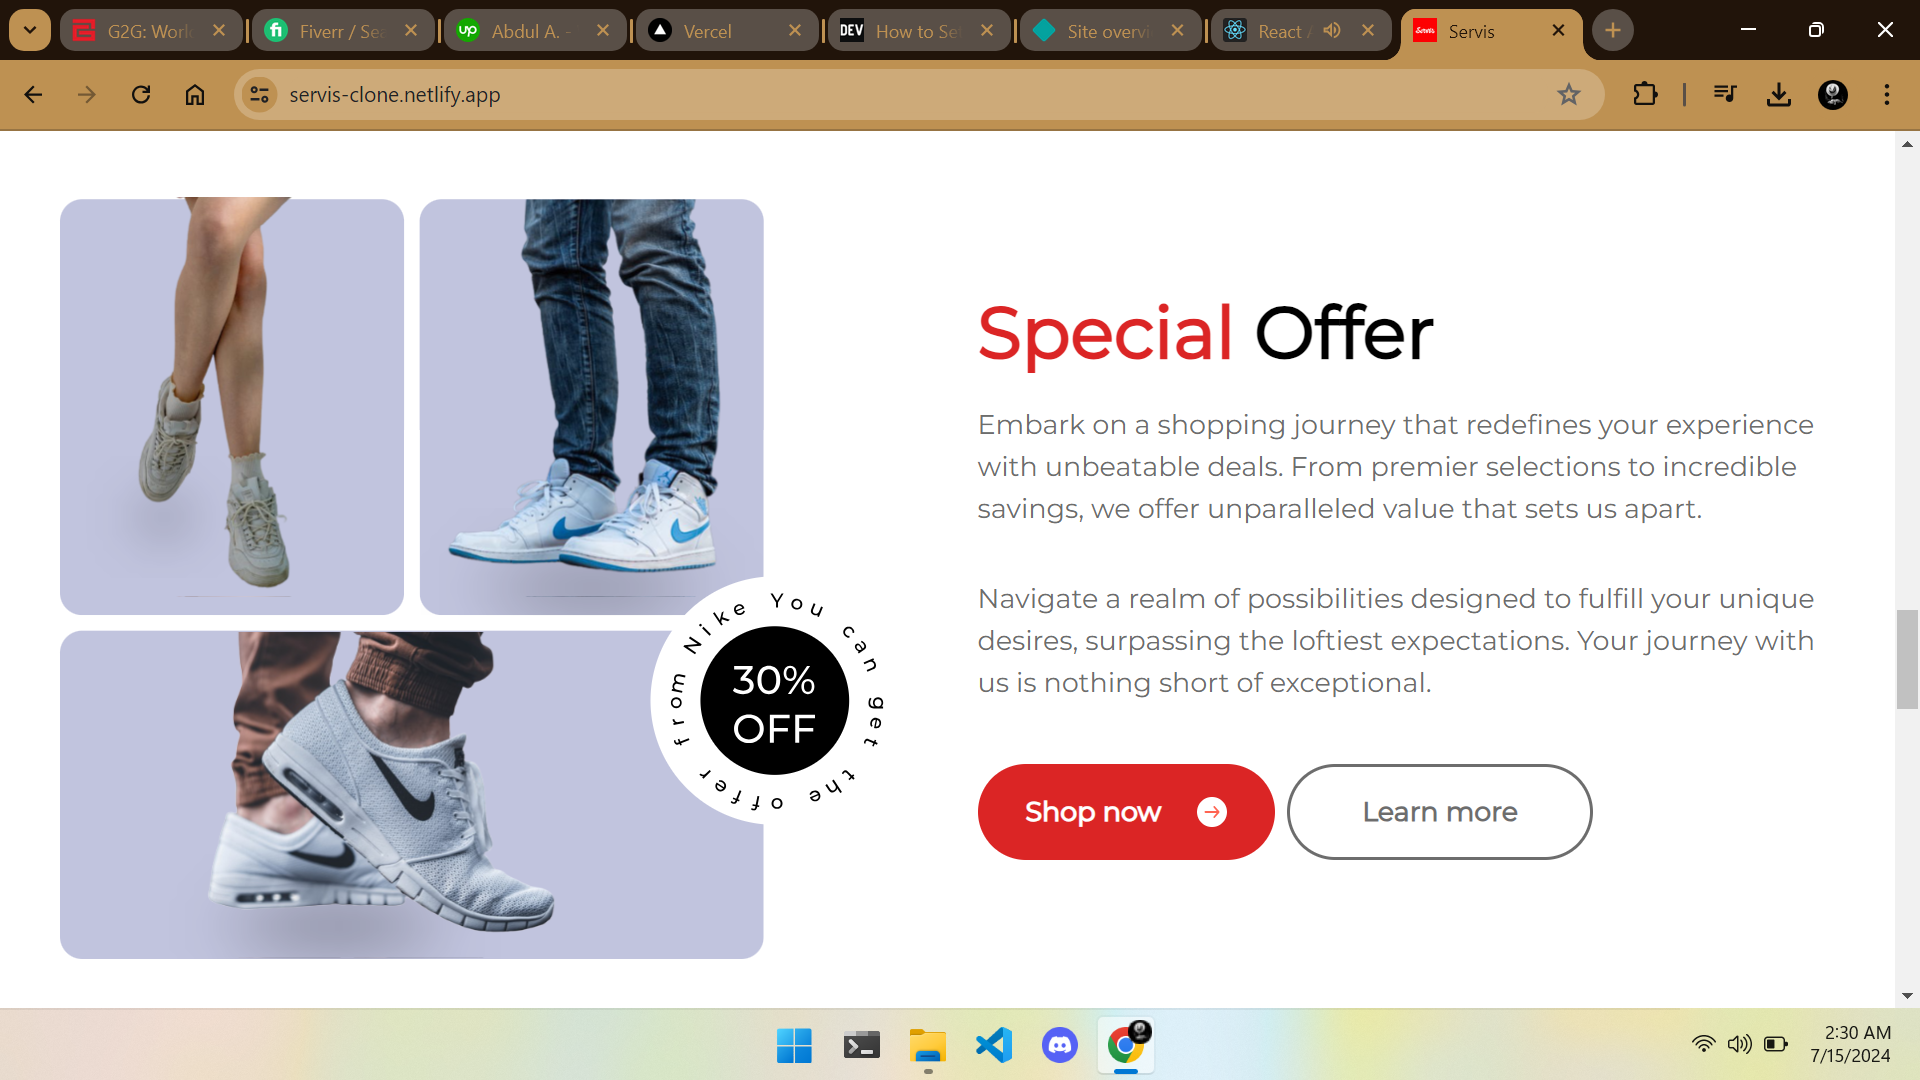 G2G: Worl
Fiverr / Sea
Abdul A. -
Vercel
DEV
How to Set
Site overvi
React A
Servis
servis-clone.netlify.app
Special Offer
Embark on a shopping journey that redefines your experience
with unbeatable deals. From premier selections to incredible
savings, we offer unparalleled value that sets us apart.
Navigate a realm of possibilities designed to fulfill your unique
desires, surpassing the loftiest expectations. Your journey with
us is nothing short of exceptional.
You can get the offer from Nike
30%
OFF
Shop now
Learn more
2:30 AM
7/15/2024